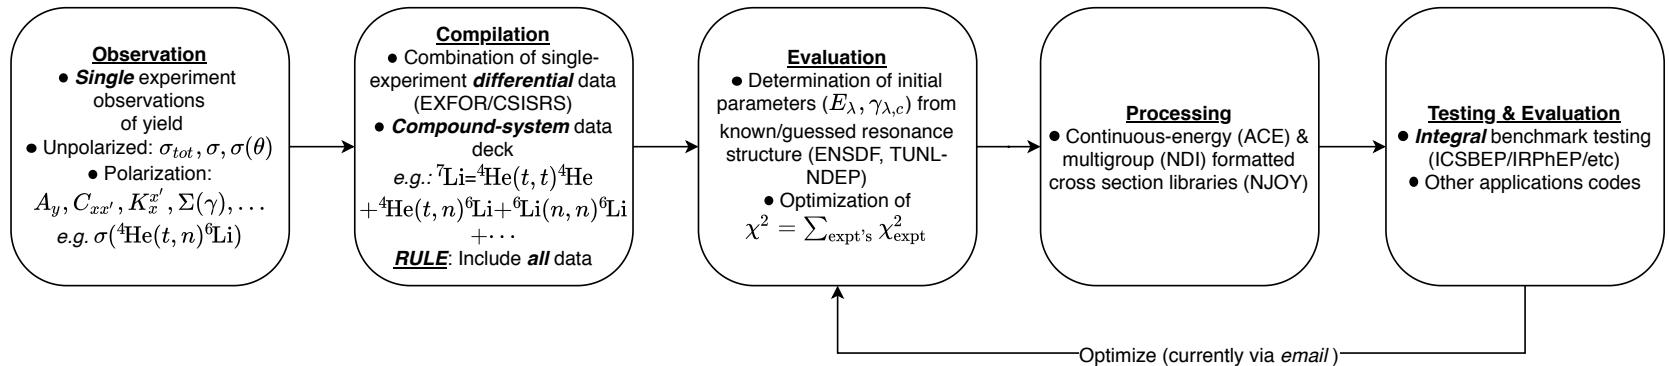 Observation
● Single experiment
observations
of yield
● Unpolarized: σ_tot, σ, σ(θ)
● Polarization:
A_y, C_xx′, K_x^x′, Σ(γ), …
e.g. σ(⁴He(t, n)⁶Li)
Compilation
● Combination of single-
experiment differential data
(EXFOR/CSISRS)
● Compound-system data
deck
e.g.: ⁷Li=⁴He(t, t)⁴He
+⁴He(t, n)⁶Li+⁶Li(n, n)⁶Li
+⋯
RULE: Include all data
Evaluation
● Determination of initial
parameters (E_λ, γ_λ,c) from
known/guessed resonance
structure (ENSDF, TUNL-
NDEP)
● Optimization of
χ² = ∑_expt's χ²_expt
Processing
● Continuous-energy (ACE) &
multigroup (NDI) formatted
cross section libraries (NJOY)
Testing & Evaluation
● Integral benchmark testing
(ICSBEP/IRPhEP/etc)
● Other applications codes
Optimize (currently via email )